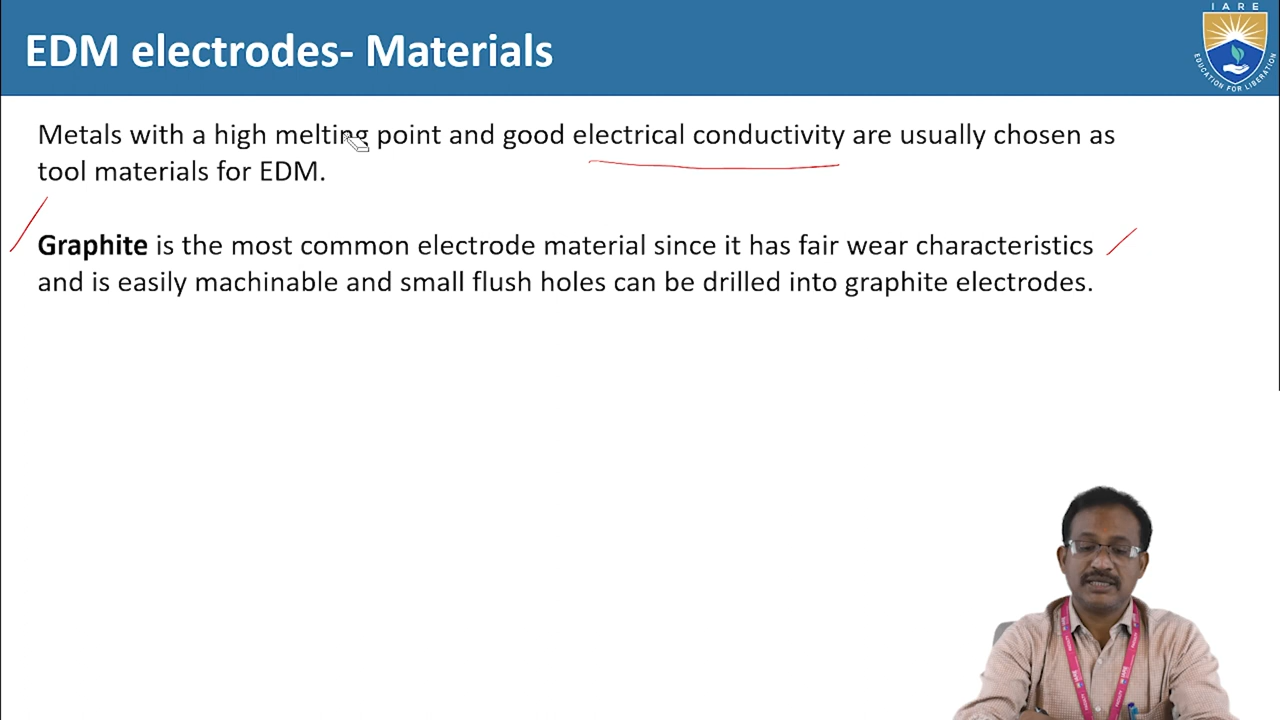 IARE
EDM electrodes- Materials
EDUCATION FOR LIBERATION
Metals with a high melting point and good electrical conductivity are usually chosen as
tool materials for EDM.
Graphite is the most common electrode material since it has fair wear characteristics
and is easily machinable and small flush holes can be drilled into graphite electrodes.